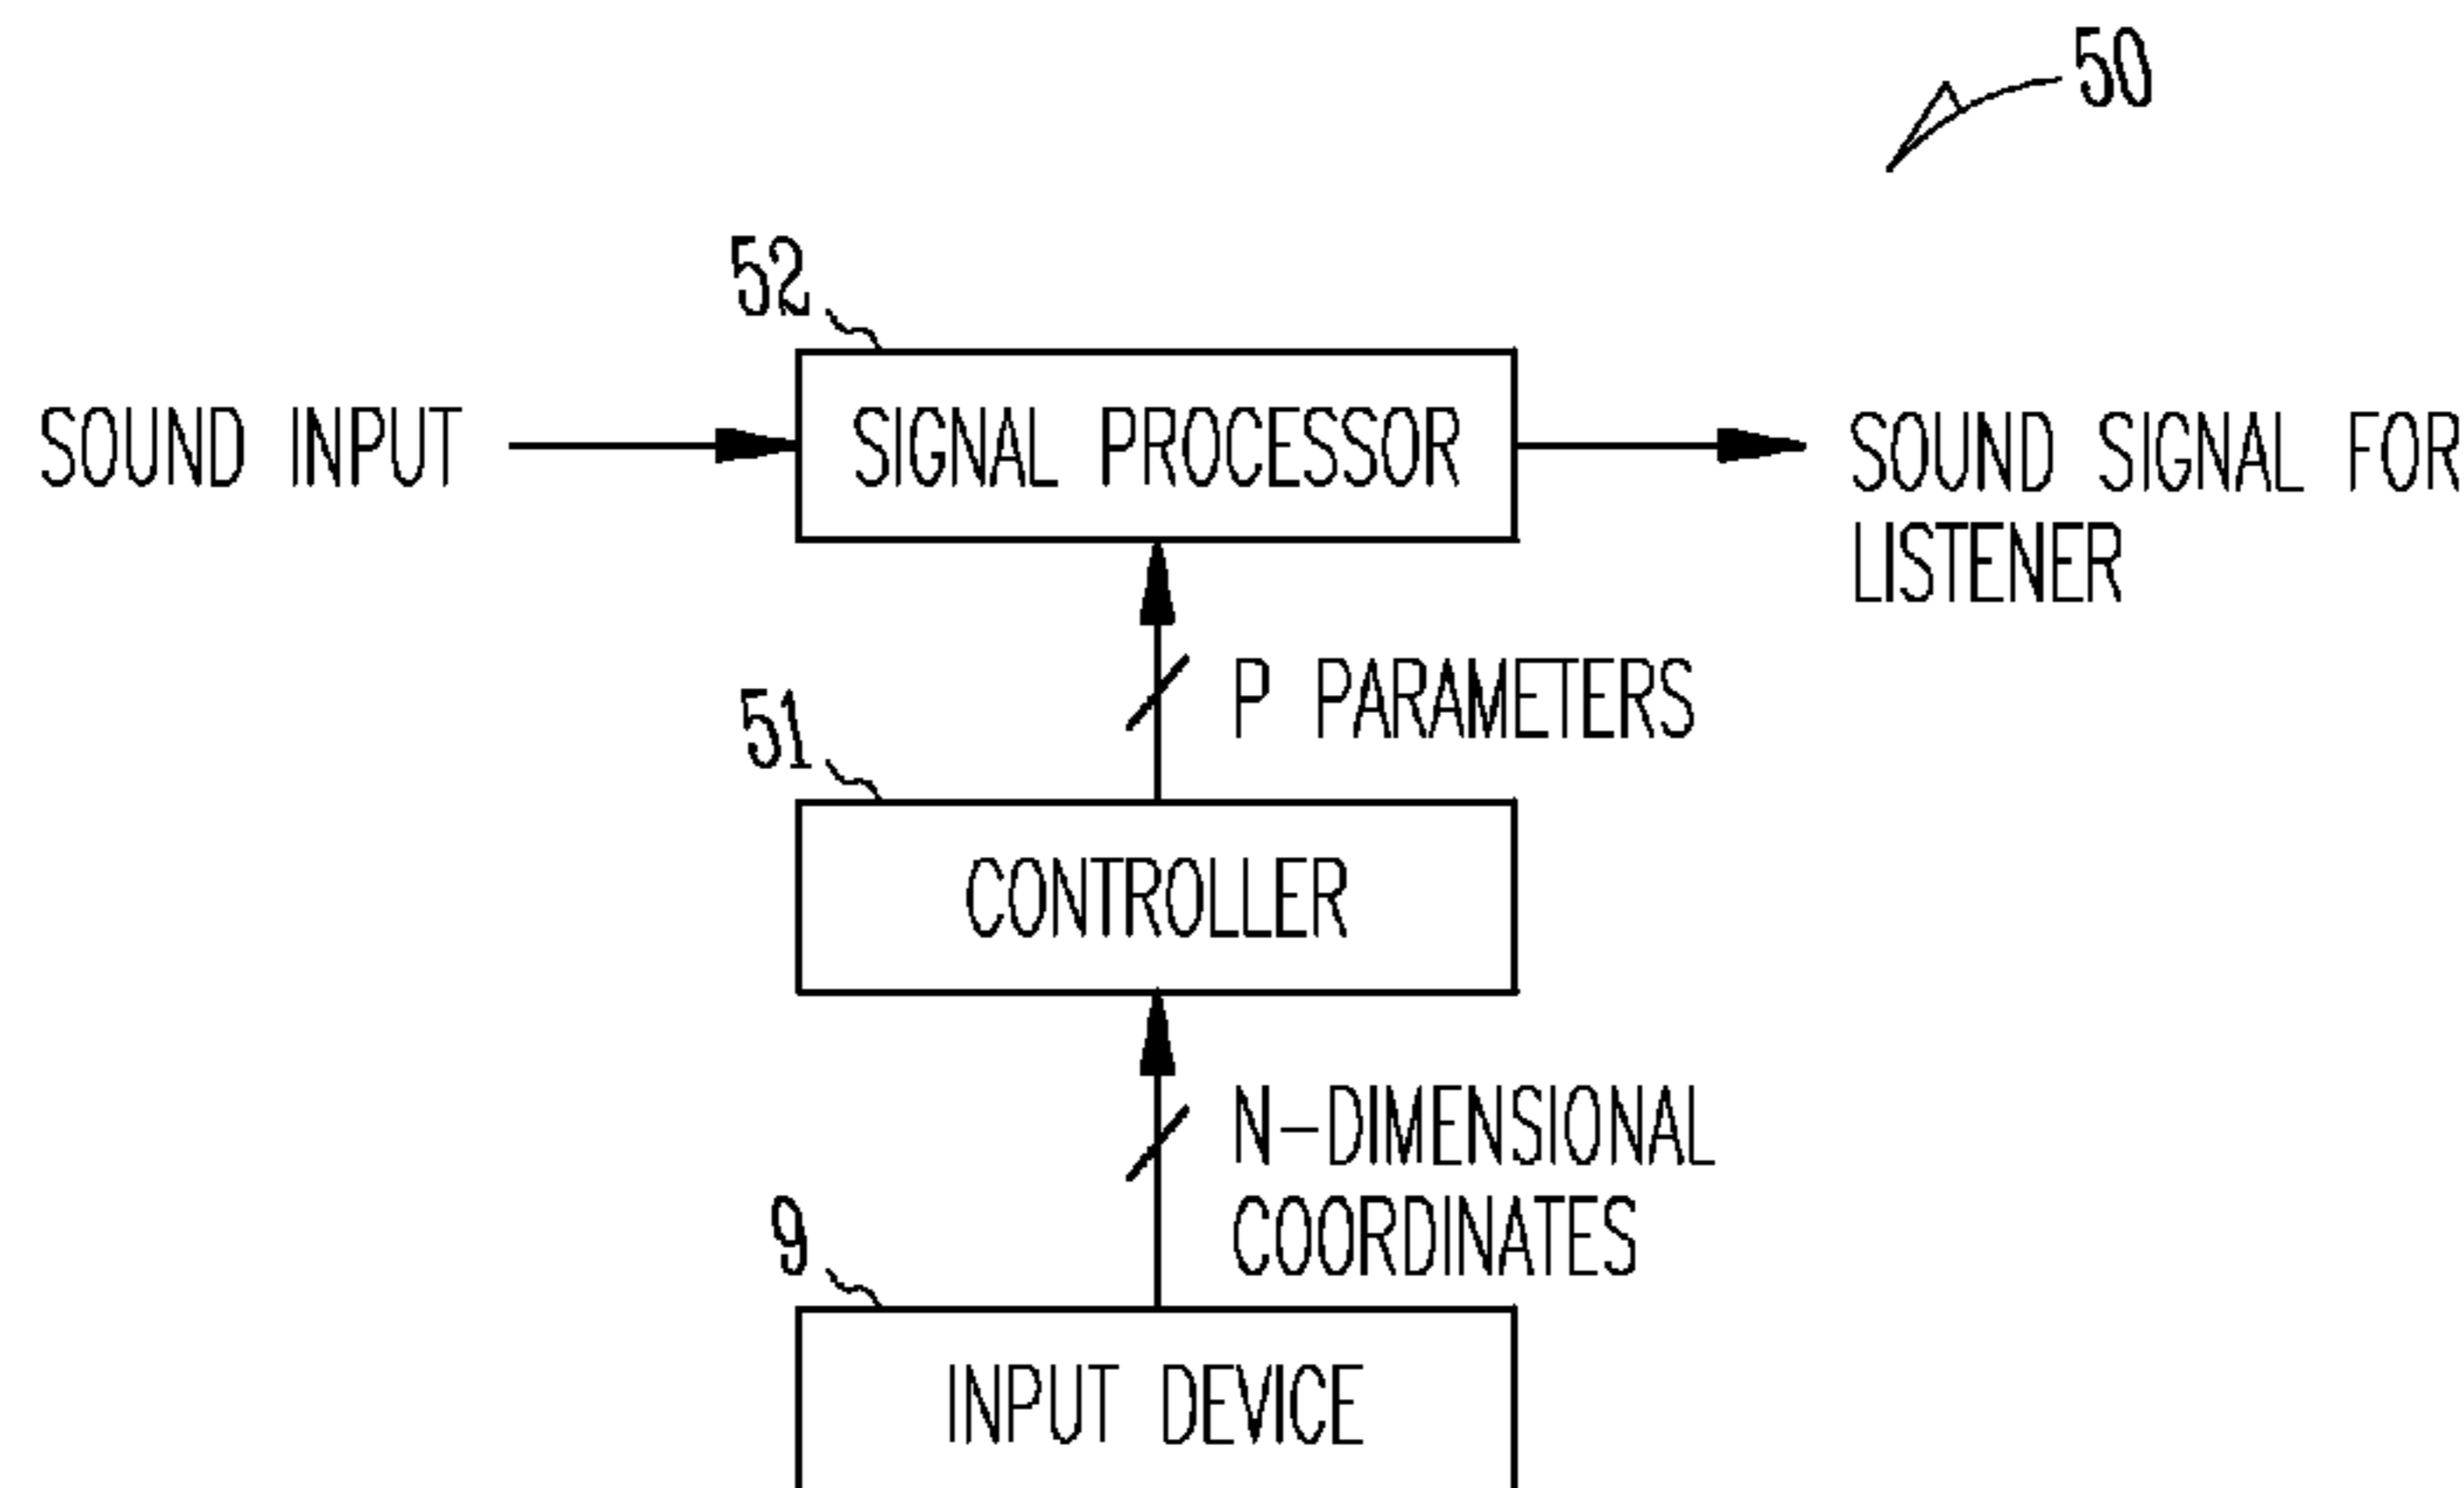 50
52
SOUND INPUT
SIGNAL PROCESSOR
SOUND SIGNAL FOR
LISTENER
P PARAMETERS
51
CONTROLLER
N-DIMENSIONAL
COORDINATES
9
INPUT DEVICE